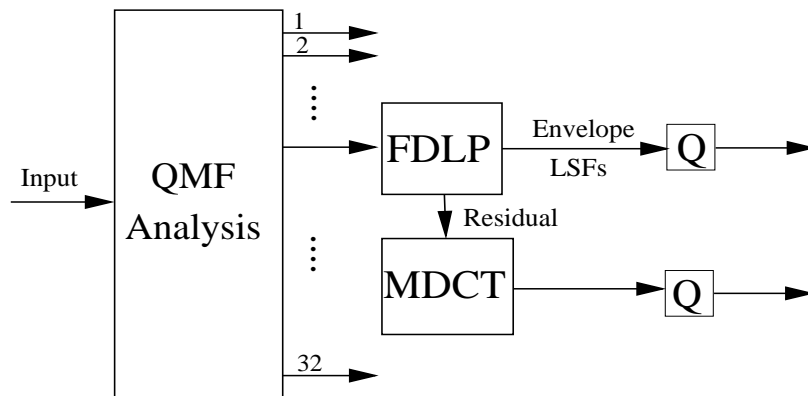 1
2
Input
QMF
Analysis
FDLP
Envelope
LSFs
Q
Residual
MDCT
Q
32